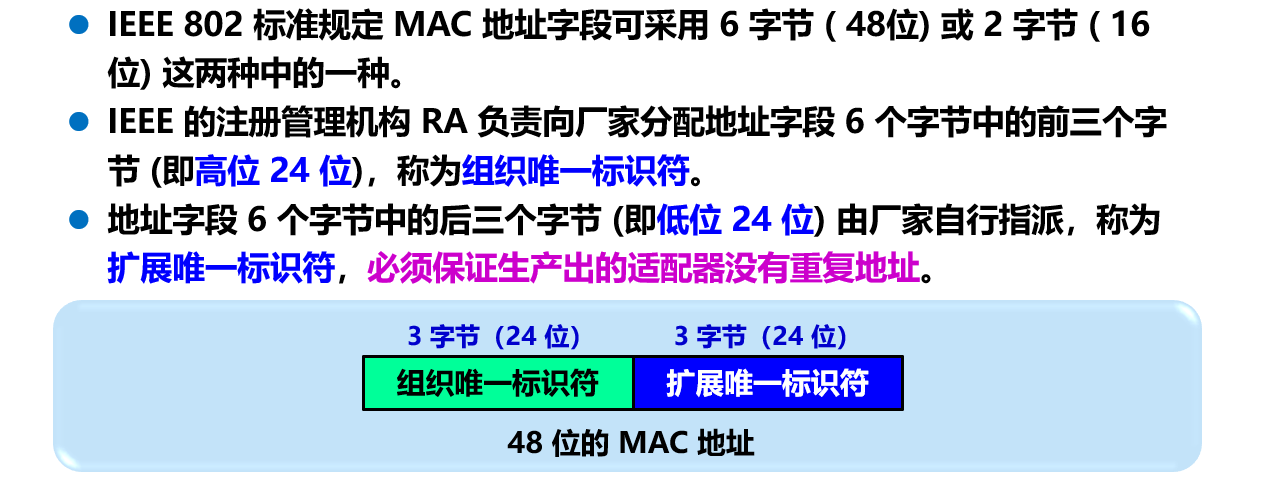 ● IEEE 802 标准规定 MAC 地址字段可采用 6 字节 ( 48位) 或 2 字节 ( 16
位) 这两种中的一种。
● IEEE 的注册管理机构 RA 负责向厂家分配地址字段 6 个字节中的前三个字
节 (即高位 24 位)，称为组织唯一标识符。
● 地址字段 6 个字节中的后三个字节 (即低位 24 位) 由厂家自行指派，称为
扩展唯一标识符，必须保证生产出的适配器没有重复地址。
3 字节（24 位） 3 字节（24 位）
组织唯一标识符 扩展唯一标识符
48 位的 MAC 地址